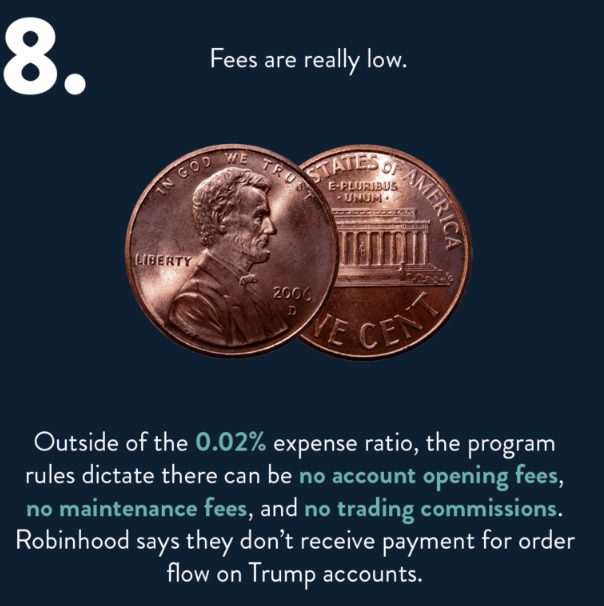 8.
Fees are really low.
IN GOD WE TRUST
LIBERTY
2006
D
STATES OF AMERICA
E·PLURIBUS
·UNUM·
CENT
Outside of the 0.02% expense ratio, the program
rules dictate there can be no account opening fees,
no maintenance fees, and no trading commissions.
Robinhood says they don't receive payment for order
flow on Trump accounts.